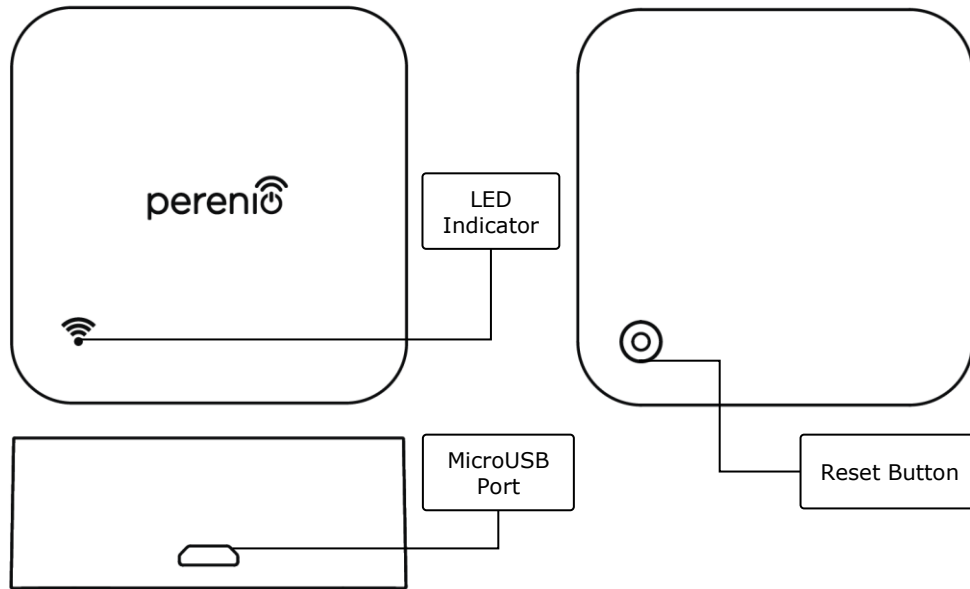 perenio
LED
Indicator
MicroUSB
Port
Reset Button